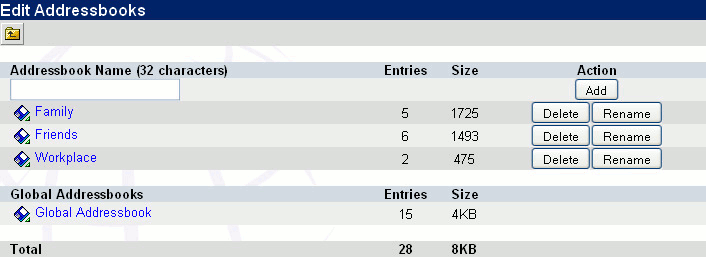 Edit Addressbooks
Addressbook Name (32 characters) Entries Size Action
Add
Family 5 1725 Delete Rename
Friends 6 1493 Delete Rename
Workplace 2 475 Delete Rename
Global Addressbooks Entries Size
Global Addressbook 15 4KB
Total 28 8KB